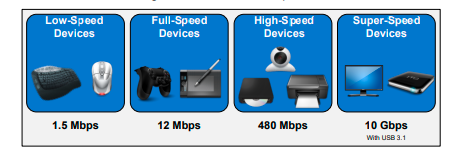 Low-Speed
Devices
Full-Speed
Devices
High-Speed
Devices
Super-Speed
Devices
1.5 Mbps
12 Mbps
480 Mbps
10 Gbps
With USB 3.1